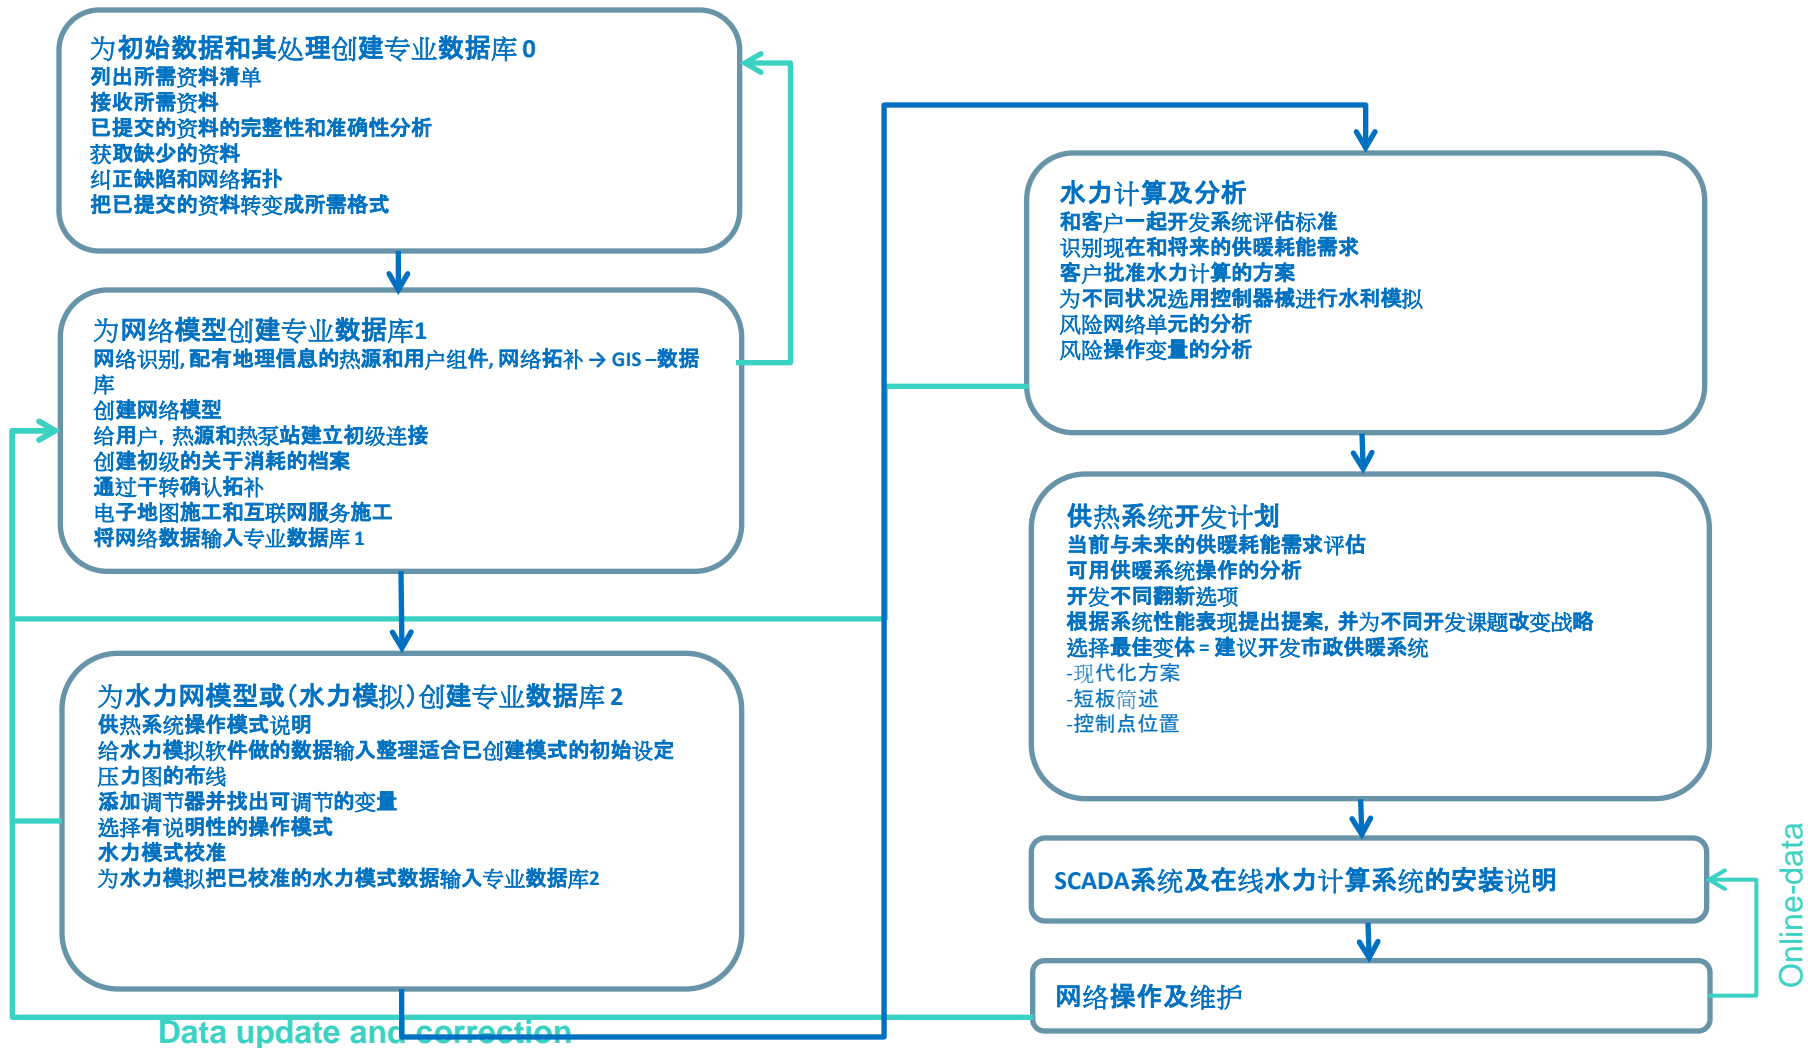 为初始数据和其处理创建专业数据库 0
列出所需资料清单
接收所需资料
已提交的资料的完整性和准确性分析
获取缺少的资料
纠正缺陷和网络拓扑
把已提交的资料转变成所需格式
为网络模型创建专业数据库1
网络识别, 配有地理信息的热源和用户组件, 网络拓补 → GIS –数据
库
创建网络模型
给用户, 热源和热泵站建立初级连接
创建初级的关于消耗的档案
通过干转确认拓补
电子地图施工和互联网服务施工
将网络数据输入专业数据库 1
为水力网模型或（水力模拟）创建专业数据库 2
供热系统操作模式说明
给水力模拟软件做的数据输入整理适合已创建模式的初始设定
压力图的布线
添加调节器并找出可调节的变量
选择有说明性的操作模式
水力模式校准
为水力模拟把已校准的水力模式数据输入专业数据库2
Data update and correction
水力计算及分析
和客户一起开发系统评估标准
识别现在和将来的供暖耗能需求
客户批准水力计算的方案
为不同状况选用控制器械进行水利模拟
风险网络单元的分析
风险操作变量的分析
供热系统开发计划
当前与未来的供暖耗能需求评估
可用供暖系统操作的分析
开发不同翻新选项
根据系统性能表现提出提案, 并为不同开发课题改变战略
选择最佳变体 = 建议开发市政供暖系统
-现代化方案
-短板简述
-控制点位置
SCADA系统及在线水力计算系统的安装说明
网络操作及维护
Online-data